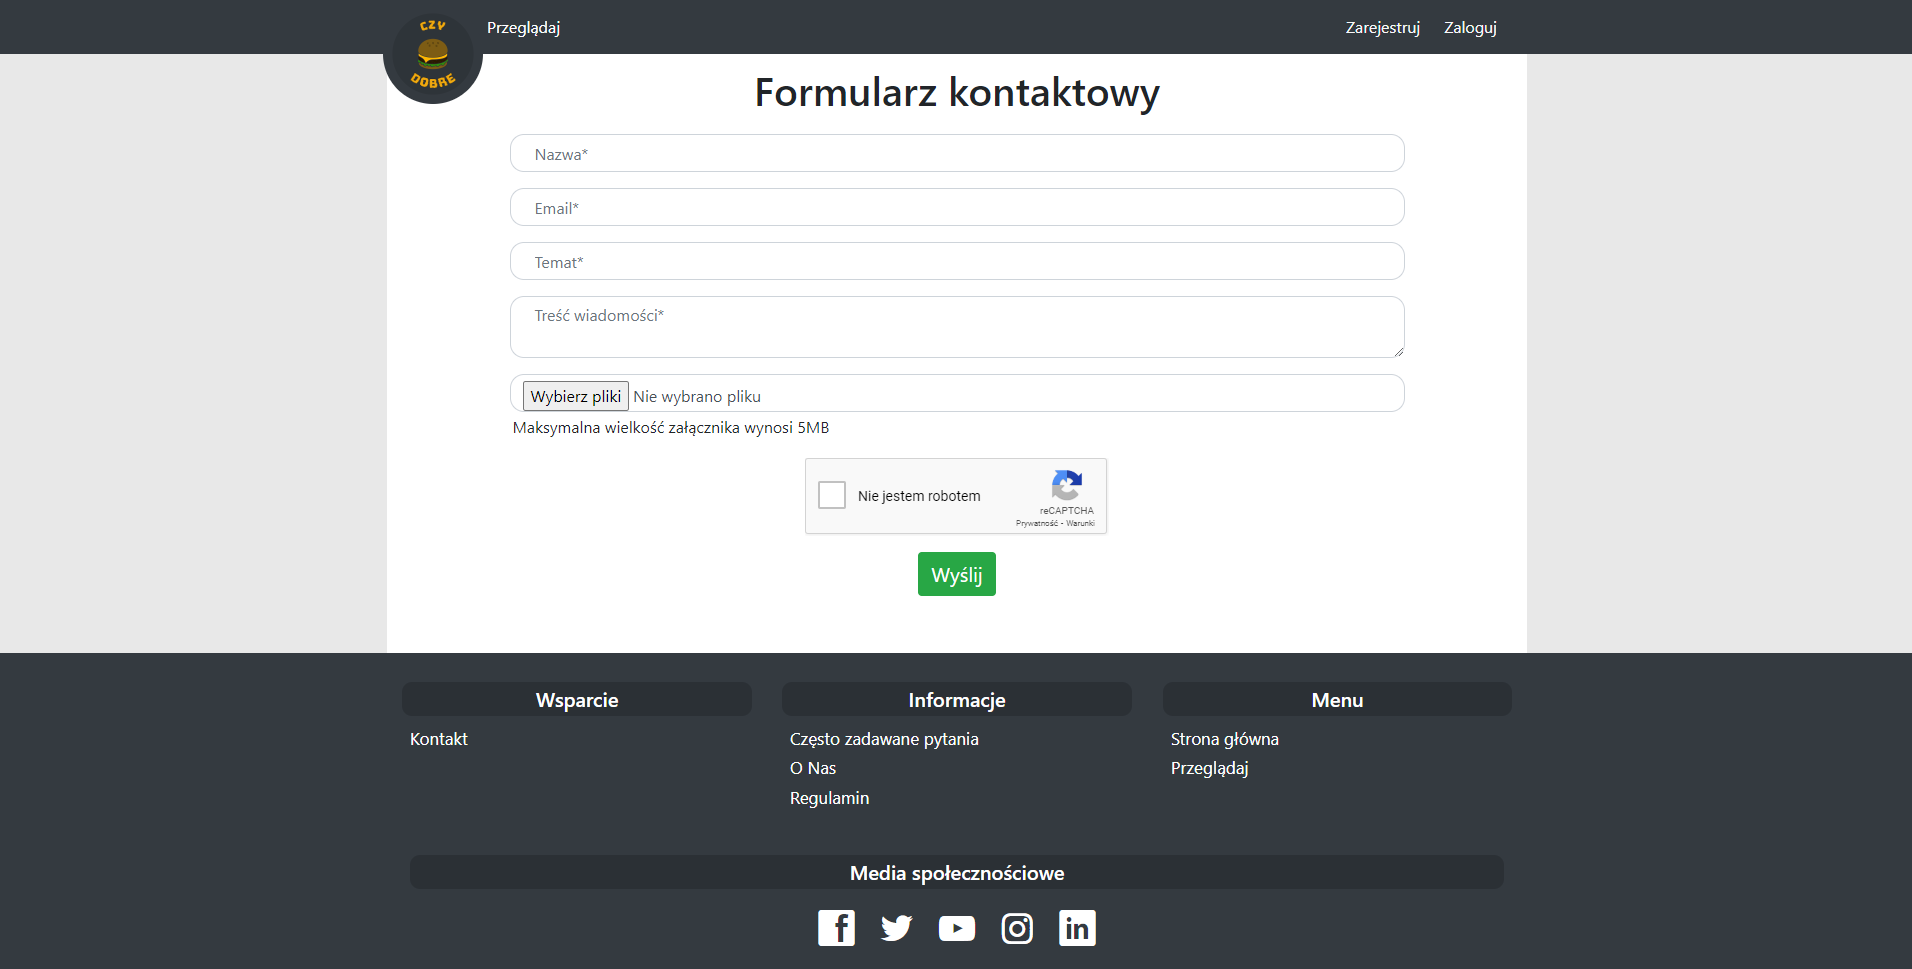 CZY
DOBRE
Przeglądaj
Zarejestruj
Zaloguj
Formularz kontaktowy
Nazwa*
Email*
Temat*
Treść wiadomości*
Wybierz pliki Nie wybrano pliku
Maksymalna wielkość załącznika wynosi 5MB
Nie jestem robotem
reCAPTCHA
Prywatność - Warunki
Wyślij
Wsparcie
Kontakt
Informacje
Często zadawane pytania
O Nas
Regulamin
Menu
Strona główna
Przeglądaj
Media społecznościowe
f
in